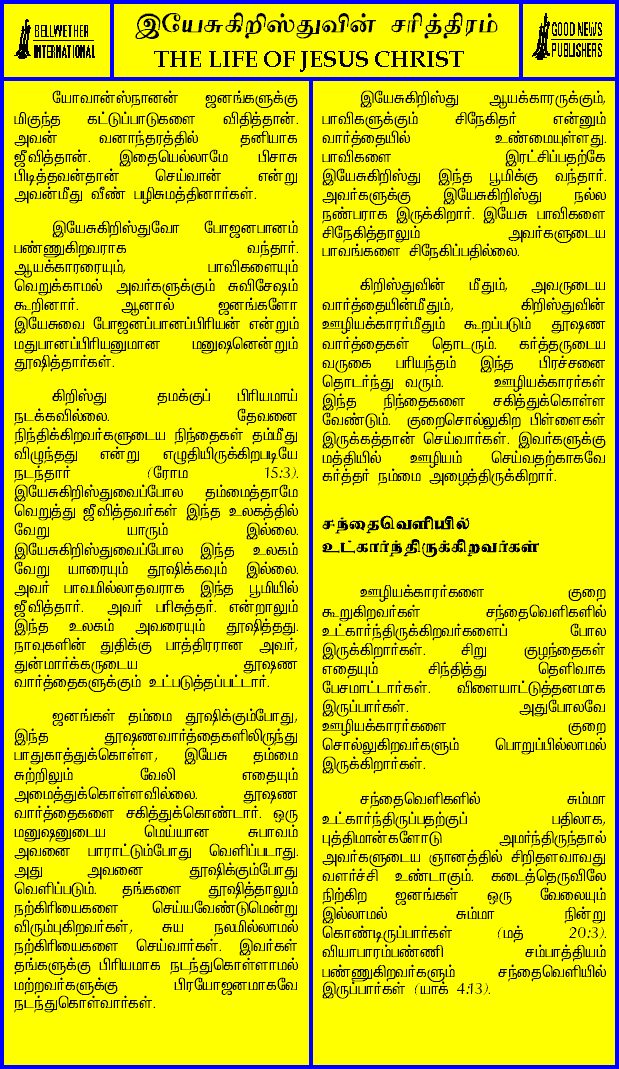 BELLWETHER
INTERNATIONAL
இயேசுகிறிஸ்துவின் சரித்திரம்
THE LIFE OF JESUS CHRIST
GOOD NEWS
PUBLISHERS
யோவான்ஸ்நானன் ஜனங்களுக்கு
மிகுந்த கட்டுப்பாடுகளை விதித்தான்.
அவன் வனாந்தரத்தில் தனியாக
ஜீவித்தான். இதையெல்லாமே பிசாசு
பிடித்தவன்தான் செய்வான் என்று
அவன்மீது வீண் பழிசுமத்தினார்கள்.
இயேசுகிறிஸ்துவோ போஜனபானம்
பண்ணுகிறவராக வந்தார்.
ஆயக்காரரையும், பாவிகளையும்
வெறுக்காமல் அவர்களுக்கும் சுவிசேஷம்
கூறினார். ஆனால் ஜனங்களோ
இயேசுவை போஜனப்பானப்பிரியன் என்றும்
மதுபானப்பிரியனுமான மனுஷனென்றும்
தூஷித்தார்கள்.
கிறிஸ்து தமக்குப் பிரியமாய்
நடக்கவில்லை. தேவனை
நிந்திக்கிறவர்களுடைய நிந்தைகள் தம்மீது
விழுந்தது என்று எழுதியிருக்கிறபடியே
நடந்தார் (ரோம 15:3).
இயேசுகிறிஸ்துவைப்போல தம்மைத்தாமே
வெறுத்து ஜீவித்தவர்கள் இந்த உலகத்தில்
வேறு யாரும் இல்லை.
இயேசுகிறிஸ்துவைப்போல இந்த உலகம்
வேறு யாரையும் தூஷிக்கவும் இல்லை.
அவர் பாவமில்லாதவராக இந்த பூமியில்
ஜீவித்தார். அவர் பரிசுத்தர். என்றாலும்
இந்த உலகம் அவரையும் தூஷித்தது.
நாவுகளின் துதிக்கு பாத்திரரான அவர்,
துன்மார்க்கருடைய தூஷண
வார்த்தைகளுக்கும் உட்படுத்தப்பட்டார்.
ஜனங்கள் தம்மை தூஷிக்கும்போது,
இந்த தூஷணவார்த்தைகளிலிருந்து
பாதுகாத்துக்கொள்ள, இயேசு தம்மை
சுற்றிலும் வேலி எதையும்
அமைத்துக்கொள்ளவில்லை. தூஷண
வார்த்தைகளை சகித்துக்கொண்டார். ஒரு
மனுஷனுடைய மெய்யான சுபாவம்
அவனை பாராட்டும்போது வெளிப்படாது.
அது அவனை தூஷிக்கும்போது
வெளிப்படும். தங்களை தூஷித்தாலும்
நற்கிரியைகளை செய்யவேண்டுமென்று
விரும்புகிறவர்கள், சுய நலமில்லாமல்
நற்கிரியைகளை செய்வார்கள். இவர்கள்
தங்களுக்கு பிரியமாக நடந்துகொள்ளாமல்
மற்றவர்களுக்கு பிரயோஜனமாகவே
நடந்துகொள்வார்கள்.
இயேசுகிறிஸ்து ஆயக்காரருக்கும்,
பாவிகளுக்கும் சிநேகிதர் என்னும்
வார்த்தையில் உண்மையுள்ளது.
பாவிகளை இரட்சிப்பதற்கே
இயேசுகிறிஸ்து இந்த பூமிக்கு வந்தார்.
அவர்களுக்கு இயேசுகிறிஸ்து நல்ல
நண்பராக இருக்கிறார். இயேசு பாவிகளை
சிநேகித்தாலும் அவர்களுடைய
பாவங்களை சிநேகிப்பதில்லை.
கிறிஸ்துவின் மீதும், அவருடைய
வார்த்தையின்மீதும், கிறிஸ்துவின்
ஊழியக்காரர்மீதும் கூறப்படும் தூஷண
வார்த்தைகள் தொடரும். கர்த்தருடைய
வருகை பரியந்தம் இந்த பிரச்சனை
தொடர்ந்து வரும். ஊழியக்காரர்கள்
இந்த நிந்தைகளை சகித்துக்கொள்ள
வேண்டும். குறைசொல்லுகிற பிள்ளைகள்
இருக்கத்தான் செய்வார்கள். இவர்களுக்கு
மத்தியில் ஊழியம் செய்வதற்காகவே
கர்த்தர் நம்மை அழைத்திருக்கிறார்.
சந்தைவெளியில்
உட்கார்ந்திருக்கிறவர்கள்
ஊழியக்காரர்களை குறை
கூறுகிறவர்கள் சந்தைவெளிகளில்
உட்கார்ந்திருக்கிறவர்களைப் போல
இருக்கிறார்கள். சிறு குழந்தைகள்
எதையும் சிந்தித்து தெளிவாக
பேசமாட்டார்கள். விளையாட்டுத்தனமாக
இருப்பார்கள். அதுபோலவே
ஊழியக்காரர்களை குறை
சொல்லுகிறவர்களும் பொறுப்பில்லாமல்
இருக்கிறார்கள்.
சந்தைவெளிகளில் சும்மா
உட்கார்ந்திருப்பதற்குப் பதிலாக,
புத்திமான்களோடு அமர்ந்திருந்தால்
அவர்களுடைய ஞானத்தில் சிறிதளவாவது
வளர்ச்சி உண்டாகும். கடைத்தெருவிலே
நிற்கிற ஜனங்கள் ஒரு வேலையும்
இல்லாமல் சும்மா நின்று
கொண்டிருப்பார்கள் (மத் 20:3).
வியாபாரம்பண்ணி சம்பாத்தியம்
பண்ணுகிறவர்களும் சந்தைவெளியில்
இருப்பார்கள் (யாக் 4:13).